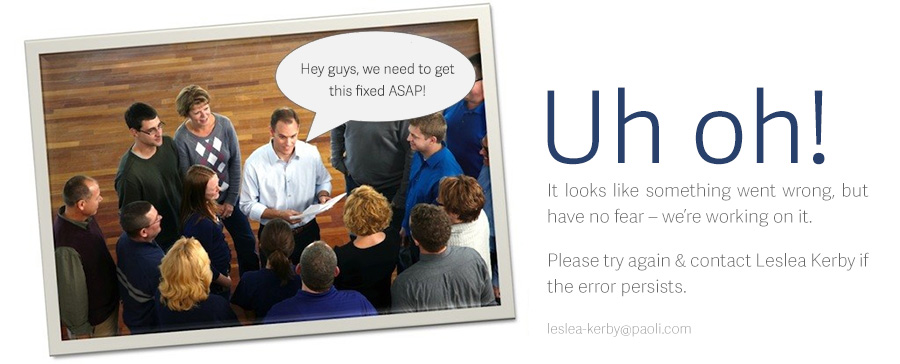 Hey guys, we need to get
this fixed ASAP!
Uh oh!
It looks like something went wrong, but
have no fear – we're working on it.
Please try again & contact Leslea Kerby if
the error persists.
leslea-kerby@paoli.com